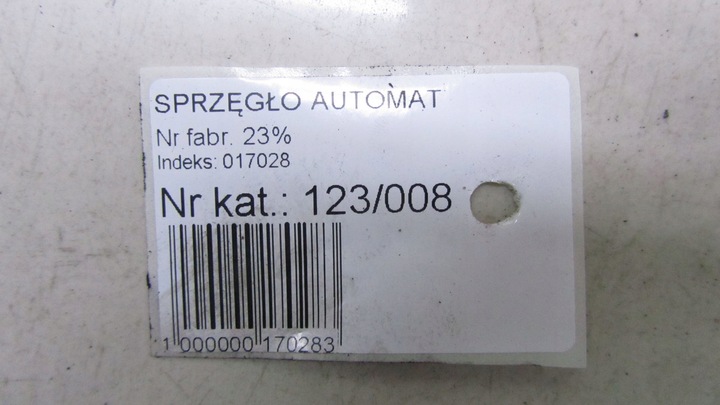 SPRZĘGŁO AUTOMAT
Nr fabr. 23%
Indeks: 017028
Nr kat.: 123/008
1 000000 170283